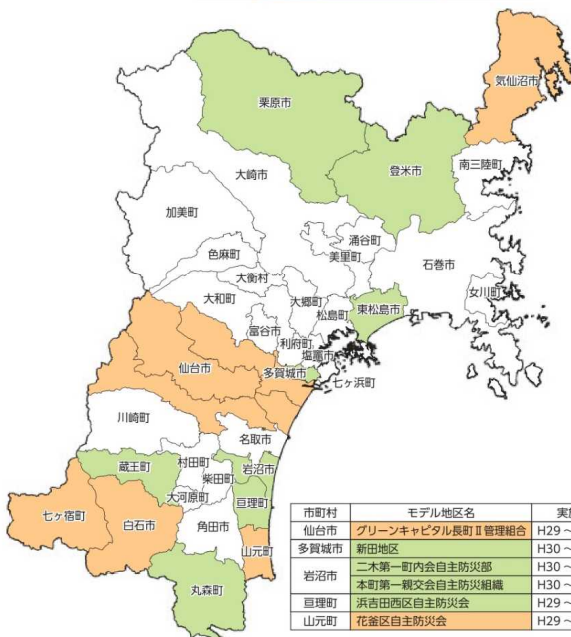 気仙沼市
栗原市
登米市
南三陸町
大崎市
加美町
涌谷町
美里町
色麻町
石巻市
女川町
大衡村
大和町
大郷町
松島町
東松島市
富谷市
利府町
塩竈市
仙台市
多賀城市
七ヶ浜町
川崎町
名取市
蔵王町
村田町
岩沼市
柴田町
大河原町
亘理町
七ヶ宿町
白石市
角田市
山元町
丸森町
市町村 モデル地区名 実
仙台市 グリーンキャピタル長町Ⅱ管理組合 H29～
多賀城市 新田地区 H30～
岩沼市 二木第一町内会自主防災部 H30～
本町第一親交会自主防災組織 H30～
亘理町 浜吉田西区自主防災会 H29～
山元町 花釜区自主防災会 H29～